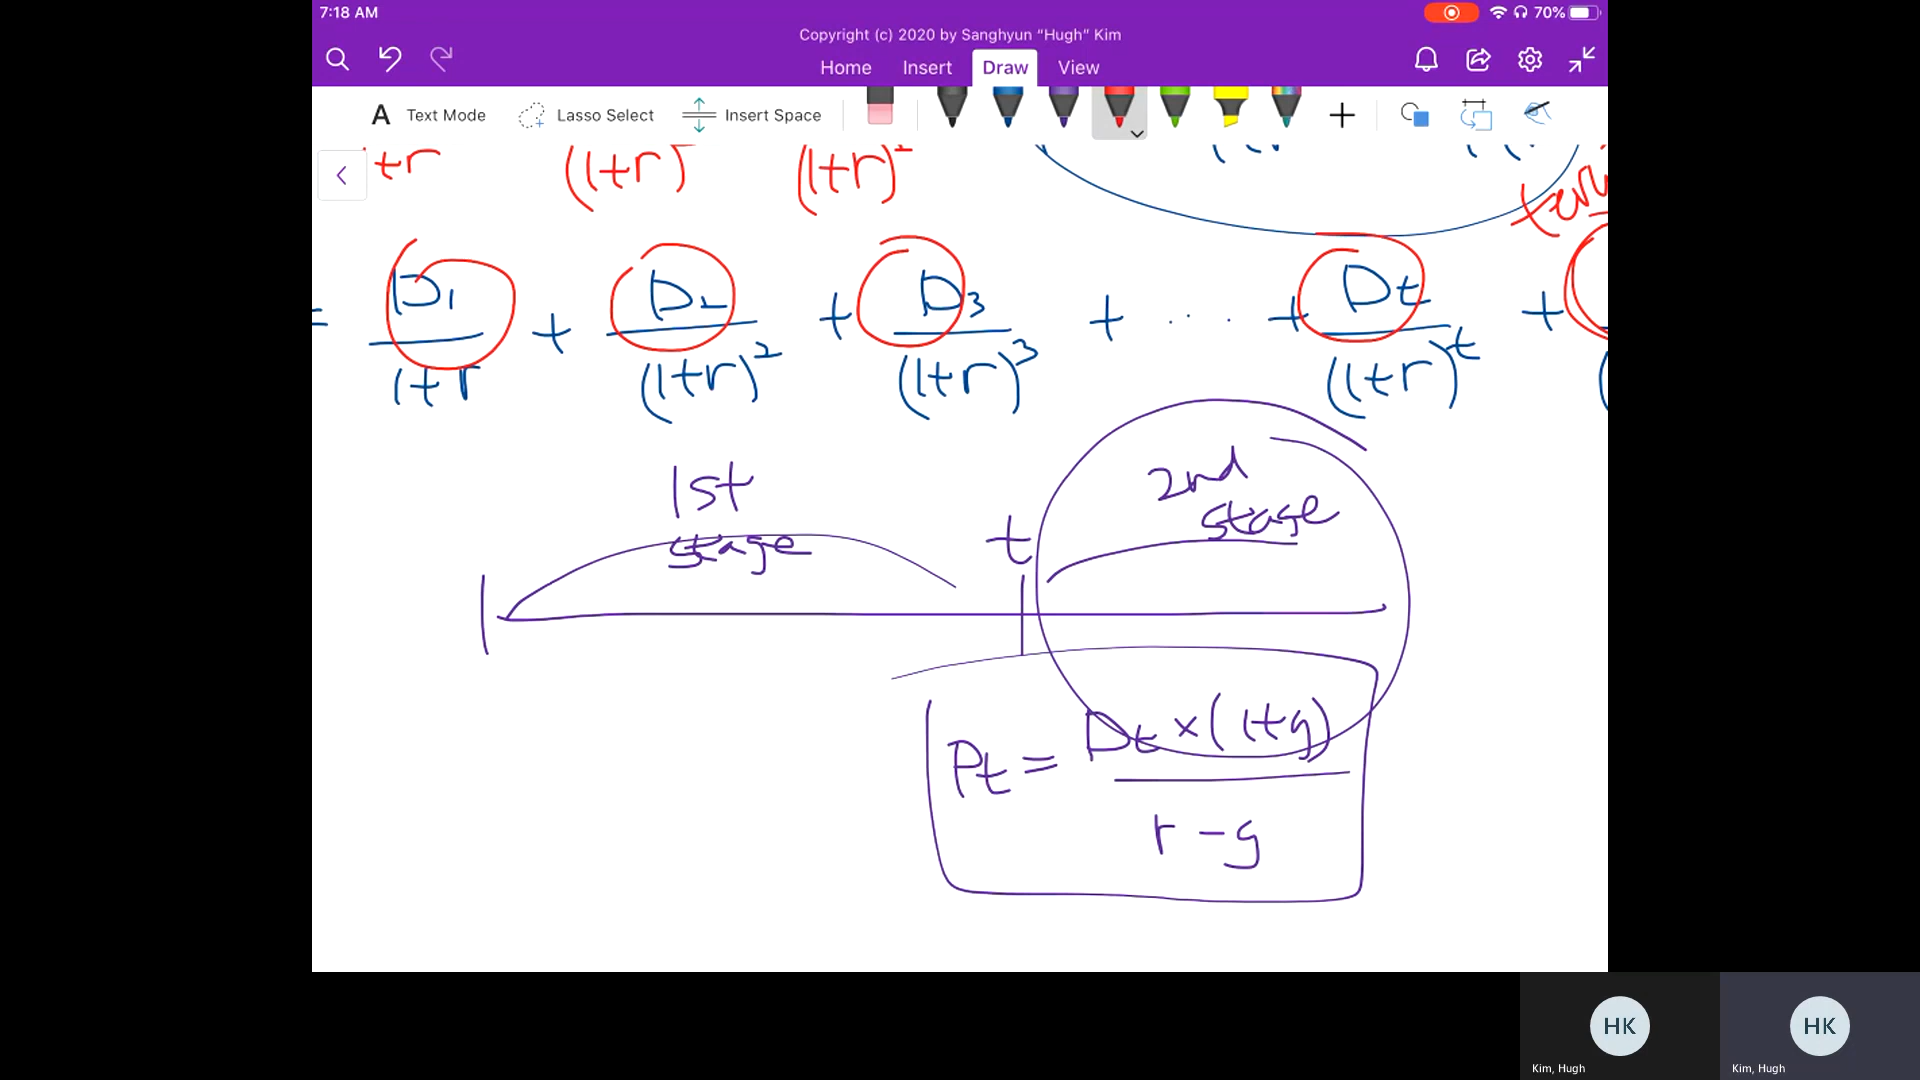 7:18 AM
70%
Copyright (c) 2020 by Sanghyun “Hugh” Kim
Home Insert Draw View
A Text Mode Lasso Select Insert Space
+r (1+r) (1+r)²
= D1 + D2 + D3 + .... + Dt +
1+r (1+r)^2 (1+r)^3 (1+r)^t (
1st stage
t
2nd stage
Pt = Dt × (1+g)
r - g
HK HK
Kim, Hugh Kim, Hugh